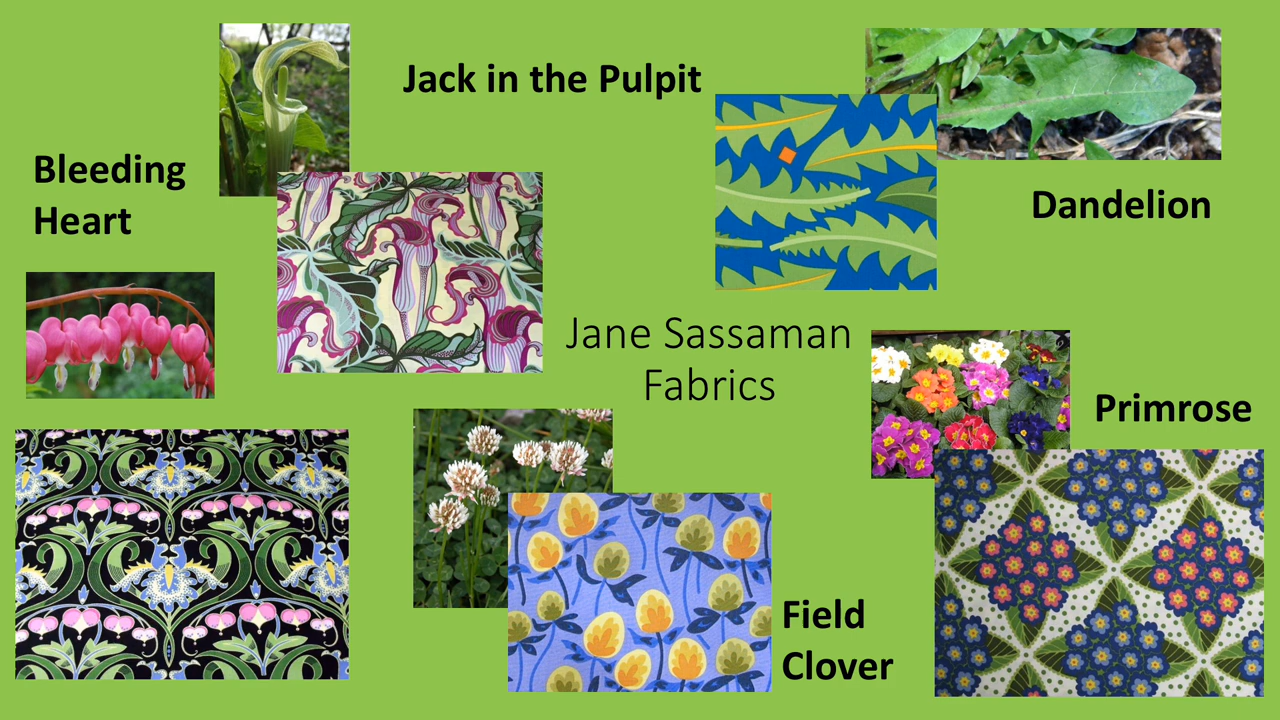 Jack in the Pulpit
Bleeding
Heart
Dandelion
Jane Sassaman
Fabrics
Primrose
Field
Clover